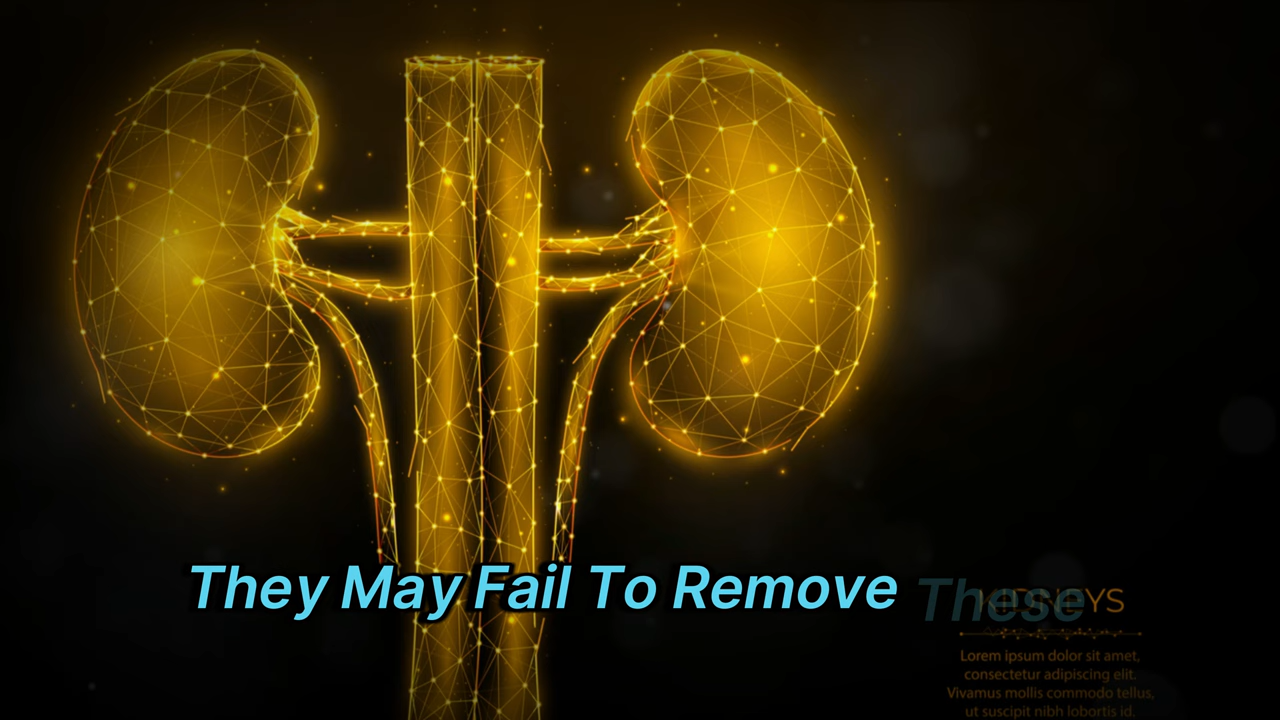 They May Fail To Remove These
KIDNEYS
Lorem ipsum dolor sit amet,
consectetur adipiscing elit.
Vivamus mollis commodo tellus,
ut suscipit nibh lobortis id.